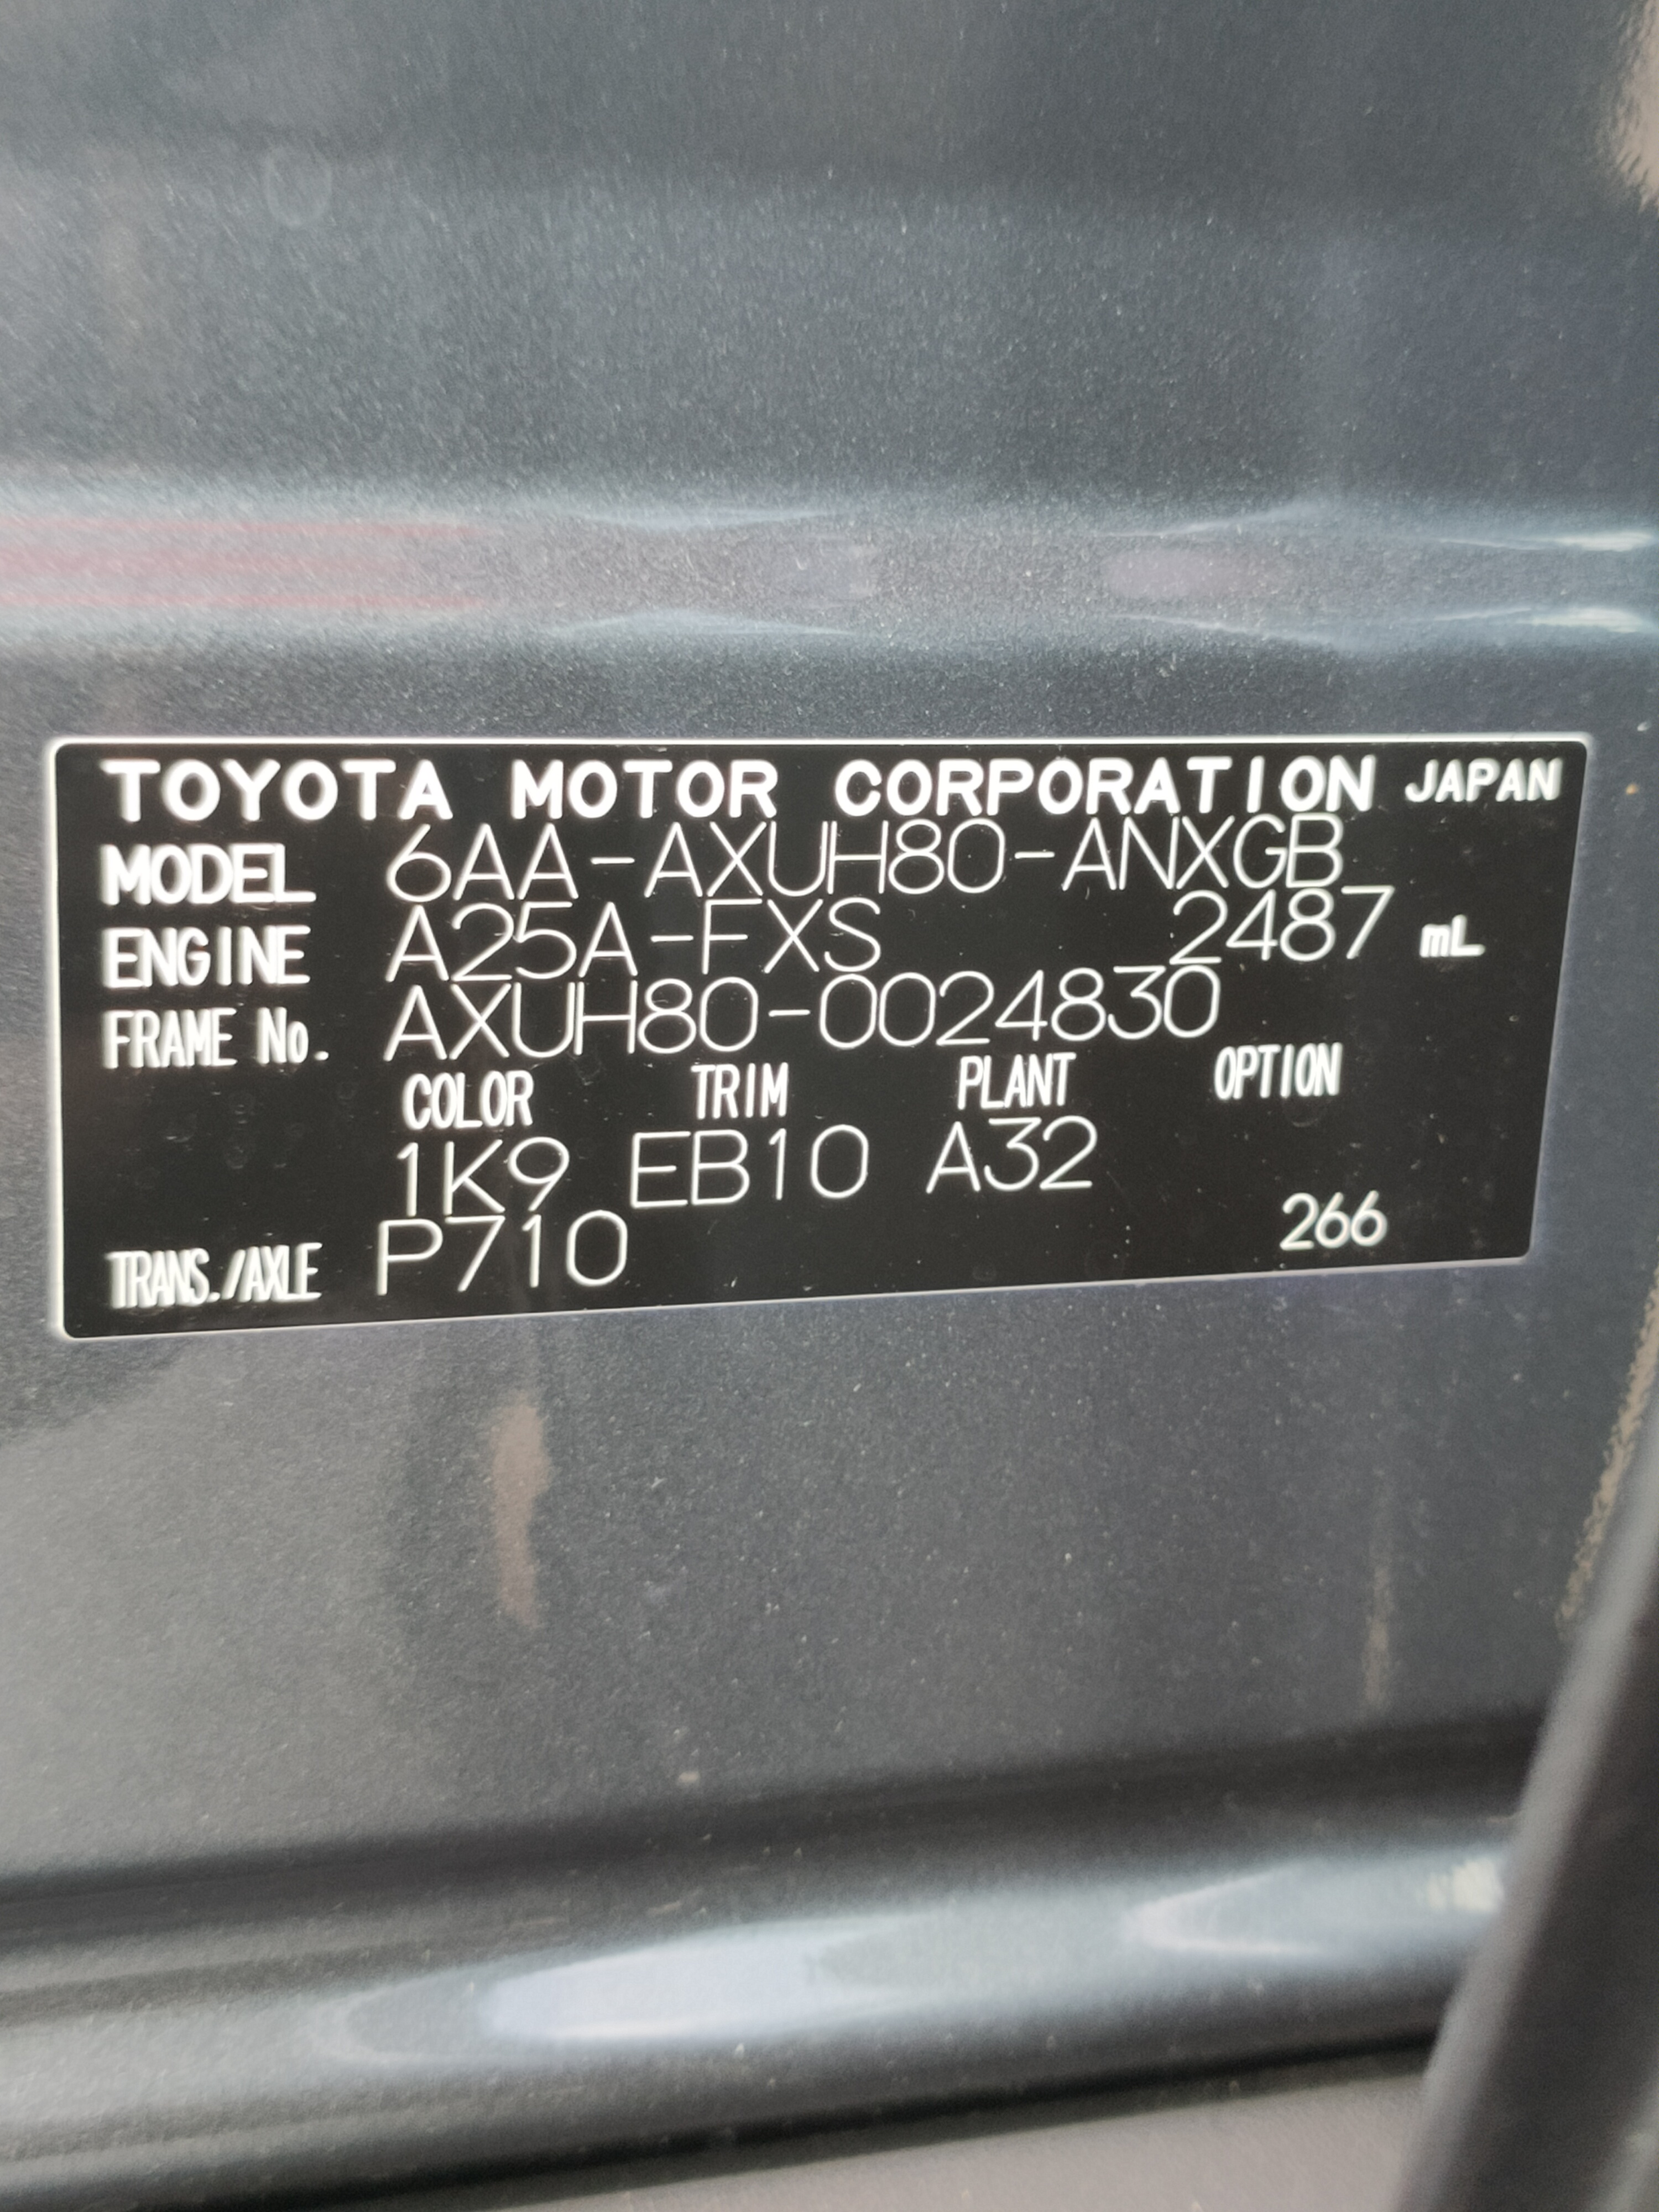 TOYOTA MOTOR CORPORATION JAPAN
MODEL 6AA-AXUH80-ANXGB
ENGINE A25A-FXS 2487 mL
FRAME No. AXUH80-0024830
COLOR TRIM PLANT OPTION
1K9 EB10 A32
TRANS./AXLE P710 266